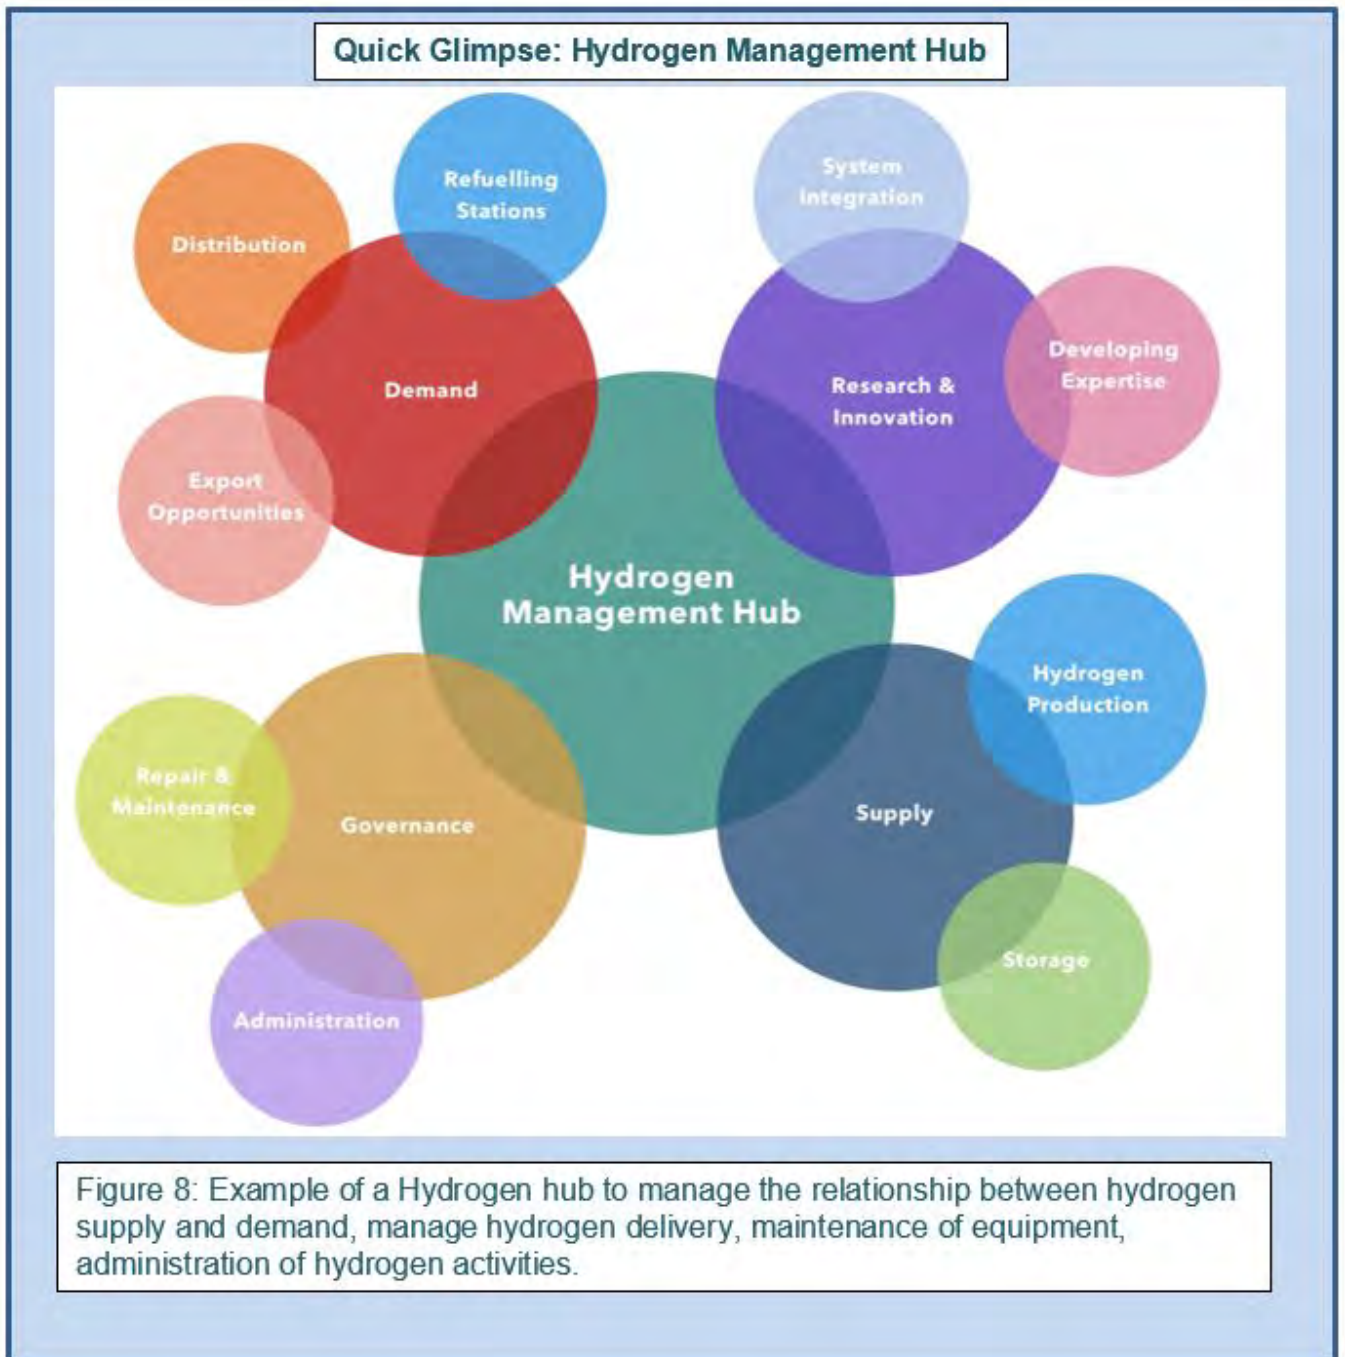 Quick Glimpse: Hydrogen Management Hub
Refuelling
Stations
System
Integration
Distribution
Developing
Expertise
Demand
Research &
Innovation
Export
Opportunities
Hydrogen
Management Hub
Hydrogen
Production
Repair &
Maintenance
Governance
Supply
Storage
Administration
Figure 8: Example of a Hydrogen hub to manage the relationship between hydrogen
supply and demand, manage hydrogen delivery, maintenance of equipment,
administration of hydrogen activities.